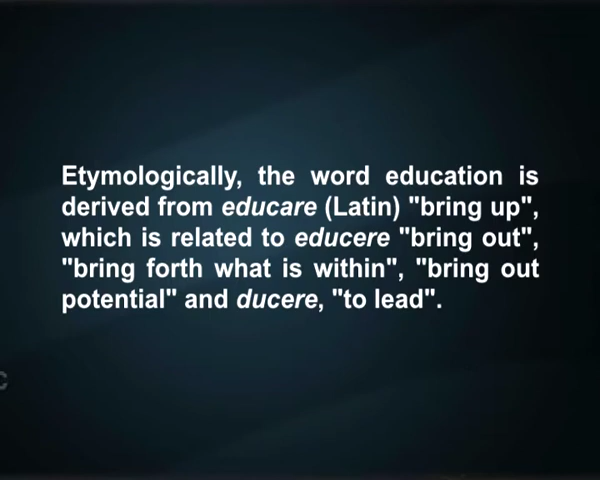 Etymologically, the word education is
derived from educare (Latin) "bring up",
which is related to educere "bring out",
"bring forth what is within", "bring out
potential" and ducere, "to lead".